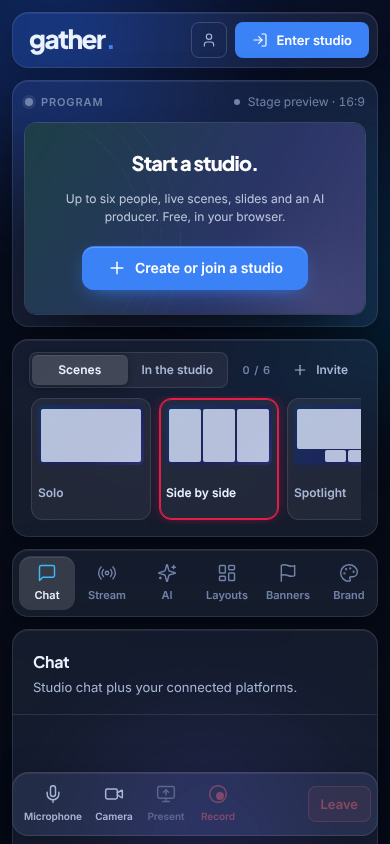 gather.
Enter studio
PROGRAM
Stage preview · 16:9
Start a studio.
Up to six people, live scenes, slides and an AI
producer. Free, in your browser.
Create or join a studio
Scenes
In the studio
0 / 6
Invite
Solo
Side by side
Spotlight
Chat
Stream
AI
Layouts
Banners
Brand
Chat
Studio chat plus your connected platforms.
Microphone
Camera
Present
Record
Leave